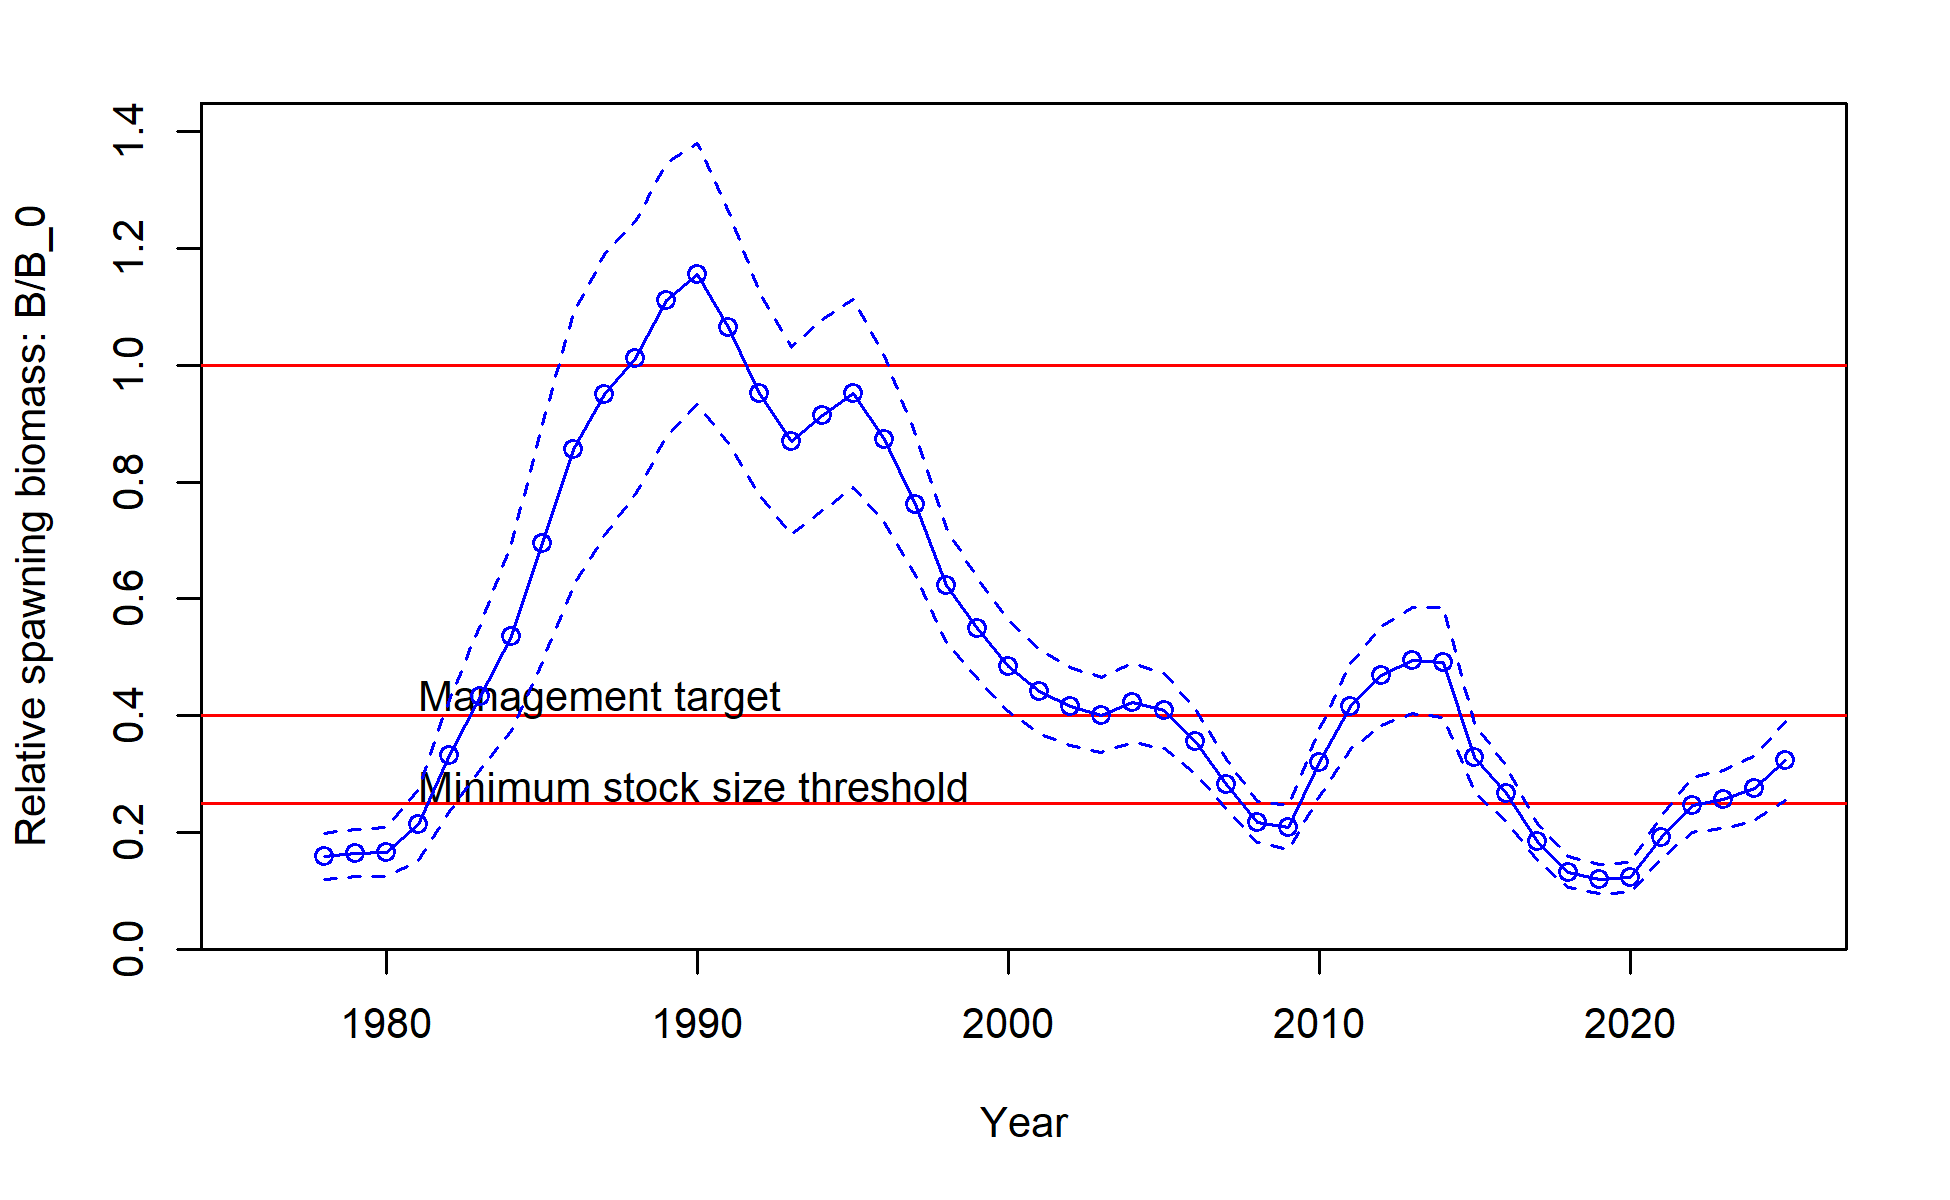 Relative spawning biomass: B/B_0
1.4
1.2
1.0
0.8
0.6
0.4
0.2
0.0
Management target
Minimum stock size threshold
1980 1990 2000 2010 2020
Year